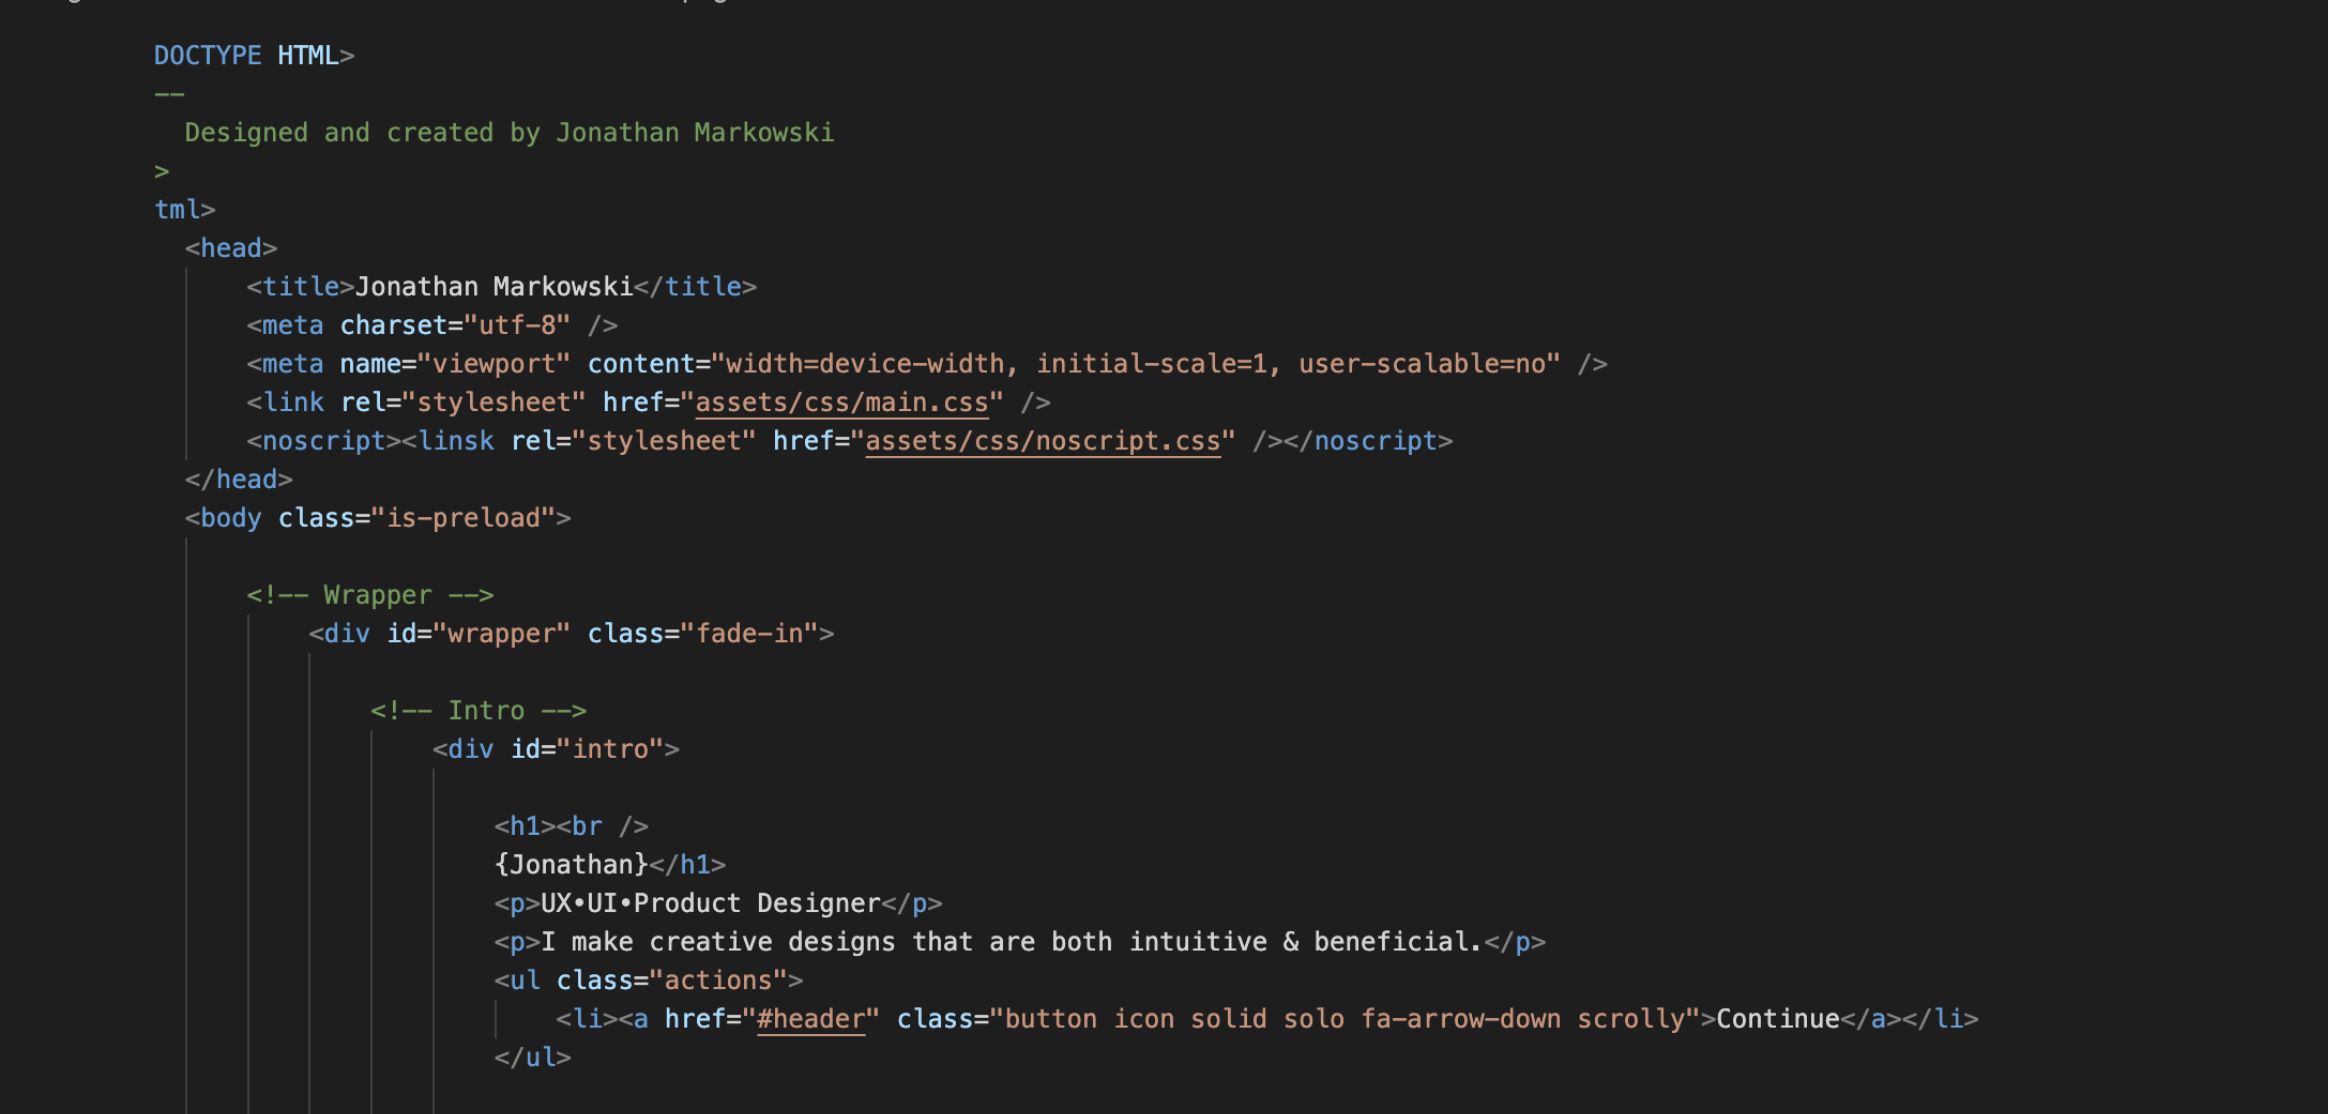 DOCTYPE HTML>
--
Designed and created by Jonathan Markowski
>
tml>
<head>
<title>Jonathan Markowski</title>
<meta charset="utf-8" />
<meta name="viewport" content="width=device-width, initial-scale=1, user-scalable=no" />
<link rel="stylesheet" href="assets/css/main.css" />
<noscript><linsk rel="stylesheet" href="assets/css/noscript.css" /></noscript>
</head>
<body class="is-preload">
<!-- Wrapper -->
<div id="wrapper" class="fade-in">
<!-- Intro -->
<div id="intro">
<h1><br />
{Jonathan}</h1>
<p>UX•UI•Product Designer</p>
<p>I make creative designs that are both intuitive & beneficial.</p>
<ul class="actions">
<li><a href="#header" class="button icon solid solo fa-arrow-down scrolly">Continue</a></li>
</ul>